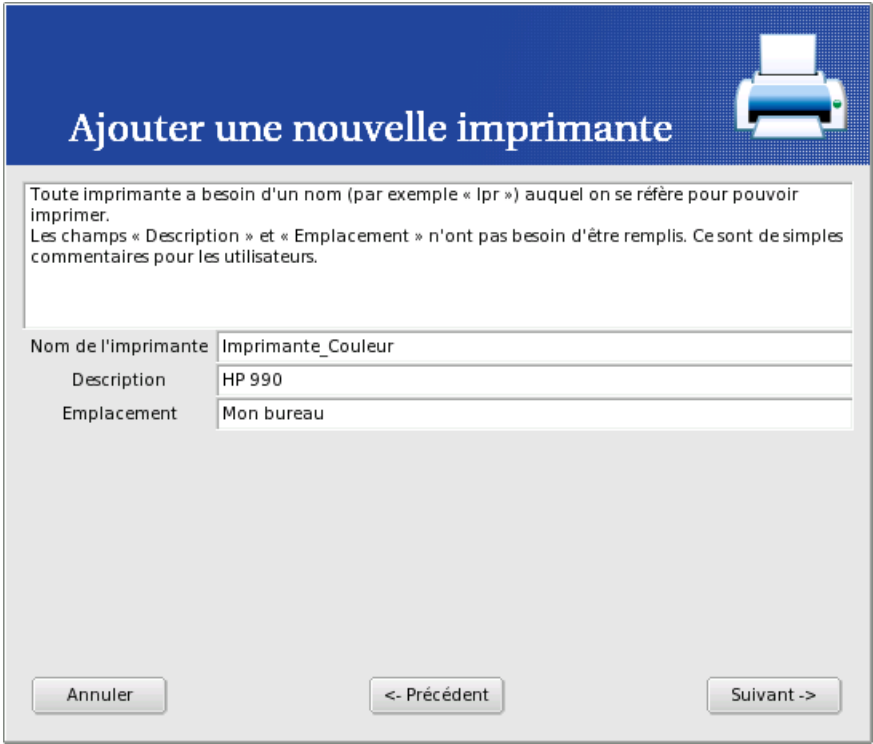 Ajouter une nouvelle imprimante
Toute imprimante a besoin d'un nom (par exemple « lpr ») auquel on se réfère pour pouvoir
imprimer.
Les champs « Description » et « Emplacement » n'ont pas besoin d'être remplis. Ce sont de simples
commentaires pour les utilisateurs.
Nom de l'imprimante Imprimante_Couleur
Description HP 990
Emplacement Mon bureau
Annuler <- Précédent Suivant ->